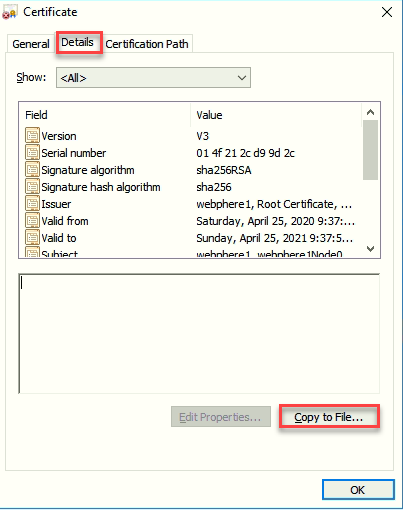 Certificate
General Details Certification Path
Show: <All>
Field Value
Version V3
Serial number 01 4f 21 2c d9 9d 2c
Signature algorithm sha256RSA
Signature hash algorithm sha256
Issuer webphere1, Root Certificate, ...
Valid from Saturday, April 25, 2020 9:37:...
Valid to Sunday, April 25, 2021 9:37:5...
Subject webphere1, webphere1Node0...
Edit Properties... Copy to File...
OK